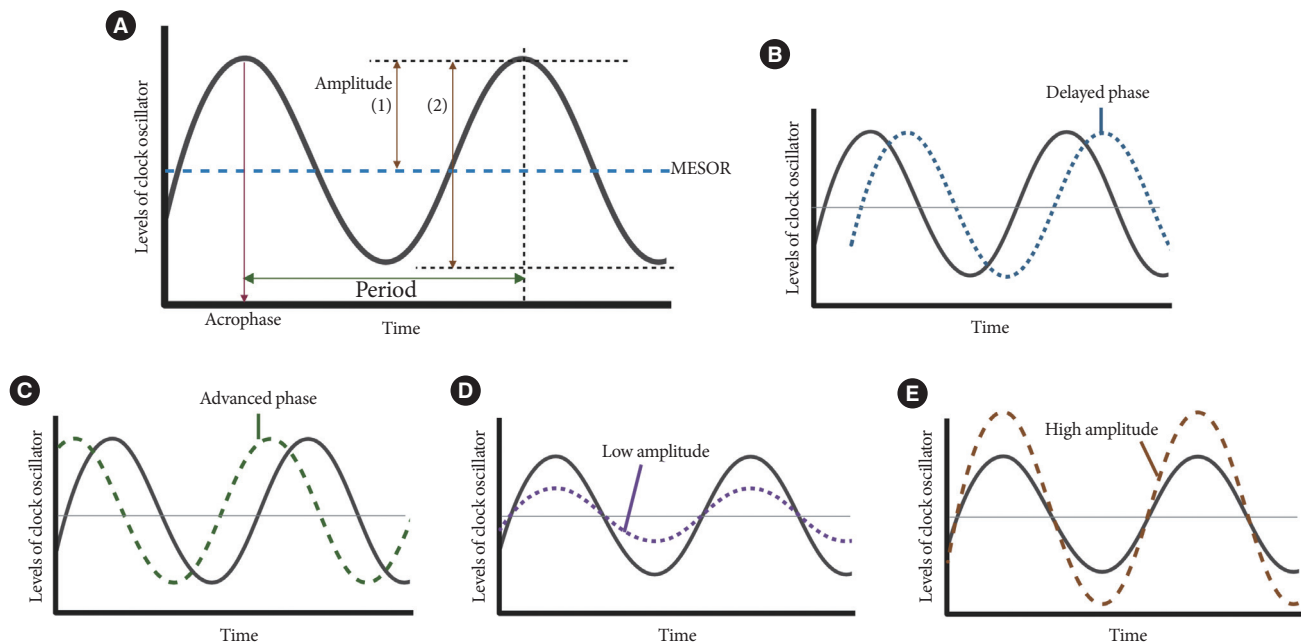 A
Levels of clock oscillator
Amplitude
(1)
(2)
MESOR
Period
Acrophase
Time
B
Levels of clock oscillator
Delayed phase
Time
C
Levels of clock oscillator
Advanced phase
Time
D
Levels of clock oscillator
Low amplitude
Time
E
Levels of clock oscillator
High amplitude
Time